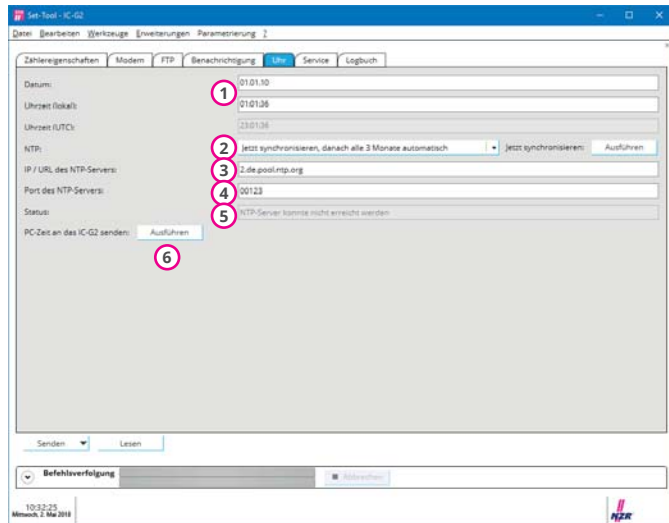 Set-Tool - IC-G2
Datei Bearbeiten Werkzeuge Erweiterungen Parametrierung ?
Zählereigenschaften Modem FTP Benachrichtigung Uhr Service Logbuch
Datum: 01.01.10
1
Uhrzeit (lokal): 01:01:36
Uhrzeit (UTC): 23:01:36
NTP: 2 Jetzt synchronisieren, danach alle 3 Monate automatisch Jetzt synchronisieren: Ausführen
IP / URL des NTP-Servers: 3 2.de.pool.ntp.org
Port des NTP-Servers: 4 00123
Status: 5 NTP-Server konnte nicht erreicht werden
PC-Zeit an das IC-G2 senden: Ausführen
6
Senden Lesen
Befehlsverfolgung Abbrechen
10:32:25
Mittwoch, 2. Mai 2018
NZR